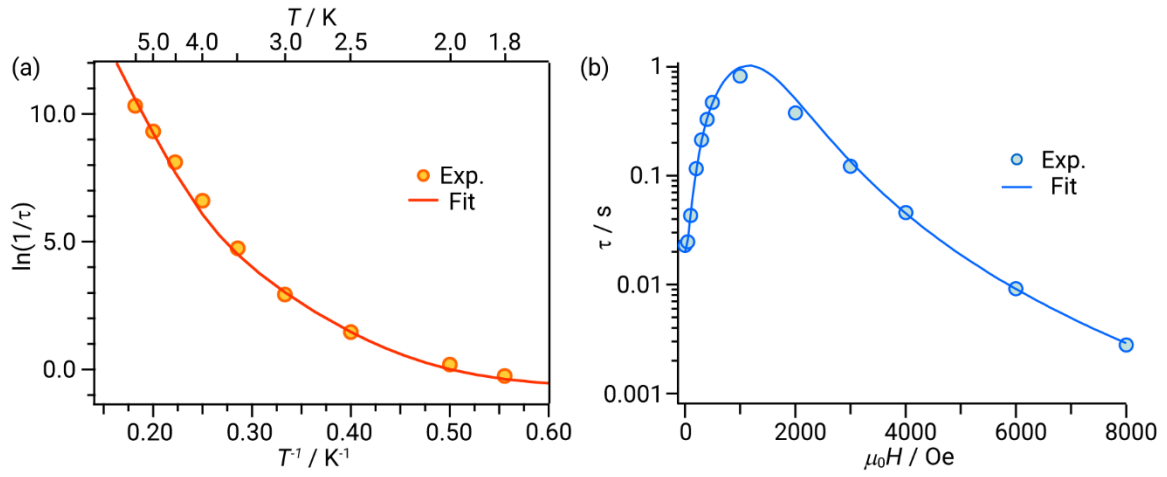 (a)
T / K
5.0 4.0 3.0 2.5 2.0 1.8
ln(1/τ)
10.0
5.0
0.0
Exp.
Fit
0.20 0.30 0.40 0.50 0.60
T⁻¹ / K⁻¹
(b)
τ / s
1
0.1
0.01
0.001
Exp.
Fit
0 2000 4000 6000 8000
μ₀H / Oe